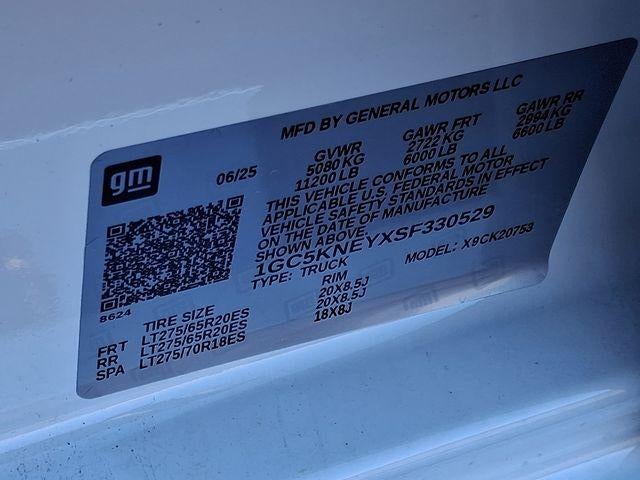 MFD BY GENERAL MOTORS LLC
gm
06/25
GVWR
5080 KG
11200 LB
GAWR FRT
2722 KG
6000 LB
GAWR RR
2994 KG
6600 LB
THIS VEHICLE CONFORMS TO ALL
APPLICABLE U.S. FEDERAL MOTOR
VEHICLE SAFETY STANDARDS IN EFFECT
ON THE DATE OF MANUFACTURE
SHOWN ABOVE.
1GC5KNEYXSF330529
TYPE: TRUCK
MODEL: X9CK20753
8624
TIRE SIZE RIM
FRT LT275/65R20ES 20X8.5J
RR LT275/65R20ES 20X8.5J
SPA LT275/70R18ES 18X8J